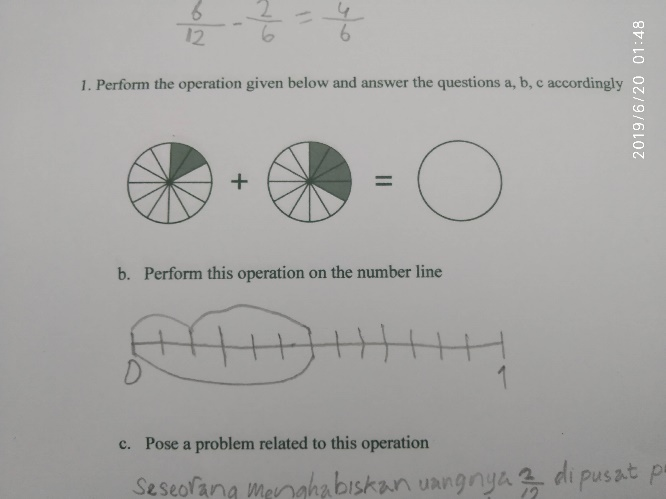 6/12 - 2/6 = 4/6
2019/6/20 01:48
1. Perform the operation given below and answer the questions a, b, c accordingly
+ =
b. Perform this operation on the number line
0 1
c. Pose a problem related to this operation
Seseorang menghabiskan uangnya 2/12 di pusat